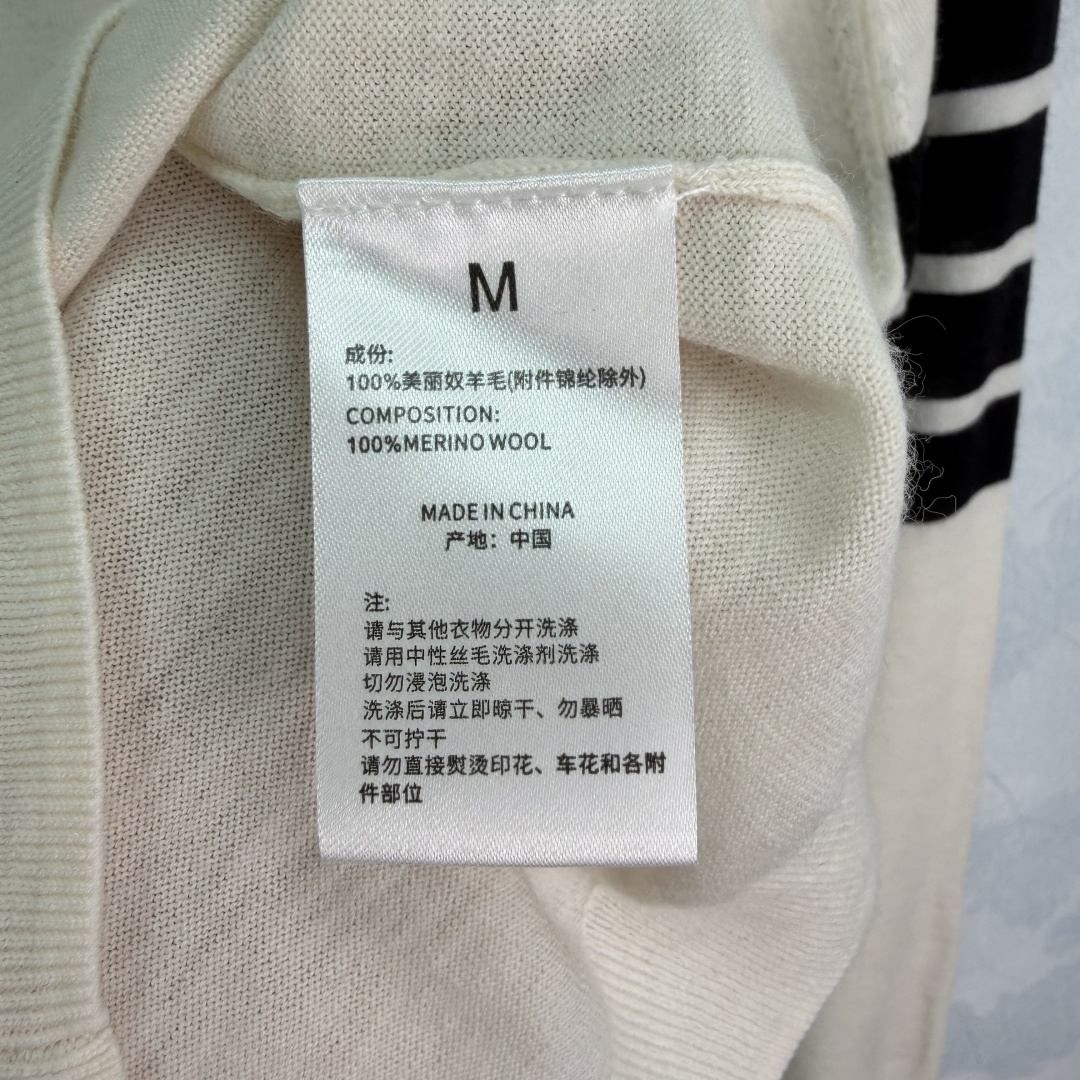 M
成份:
100%美丽奴羊毛(附件锦纶除外)
COMPOSITION:
100%MERINO WOOL
MADE IN CHINA
产地：中国
注:
请与其他衣物分开洗涤
请用中性丝毛洗涤剂洗涤
切勿浸泡洗涤
洗涤后请立即晾干、勿暴晒
不可拧干
请勿直接熨烫印花、车花和各附
件部位